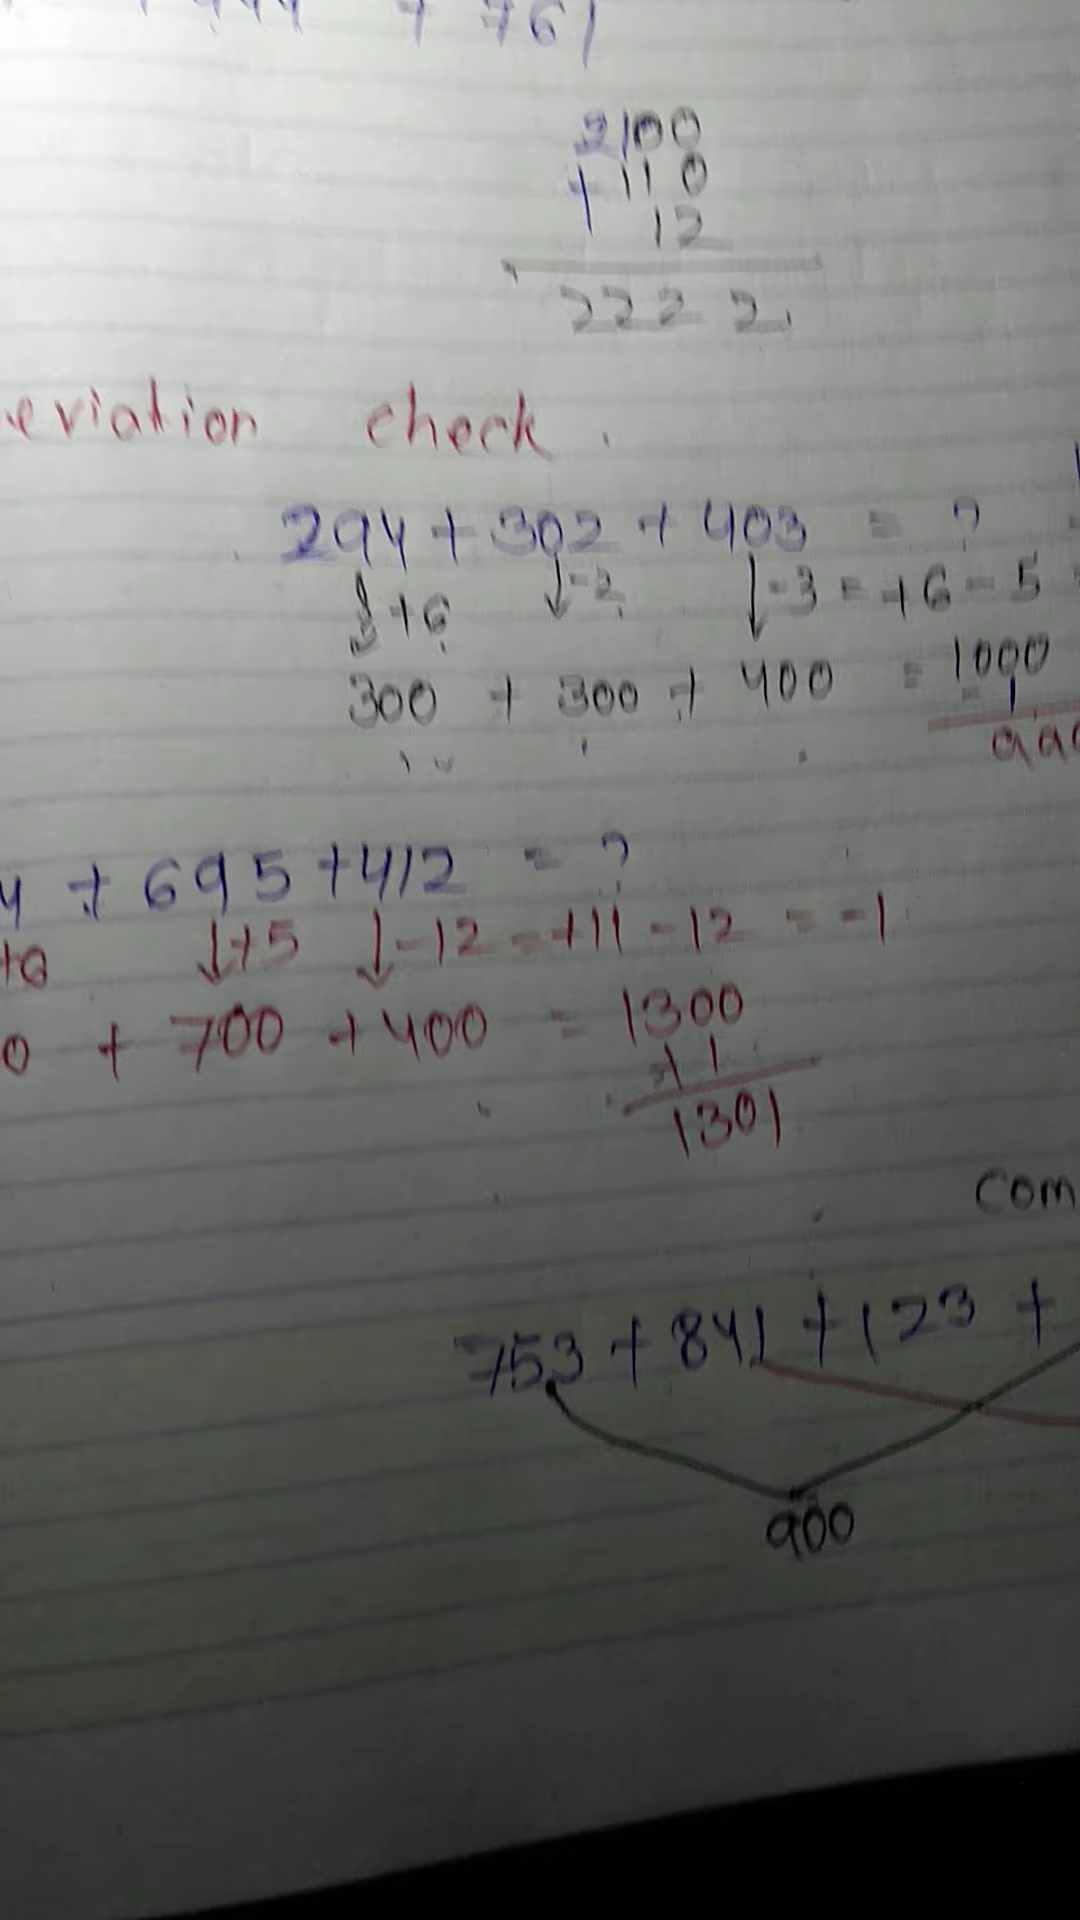 + 761
2100
+ 110
12
2222
eviation check.
294 + 302 + 403 = ?
↓+6 ↓-2 ↓-3 = +6 - 5
300 + 300 + 400 = 1000
- 1
99
4 + 695 + 412 = ?
+6 ↓+5 ↓-12 = +11 - 12 = -1
0 + 700 + 400 = 1300
+ 1
1301
com
753 + 841 + 123 +
900